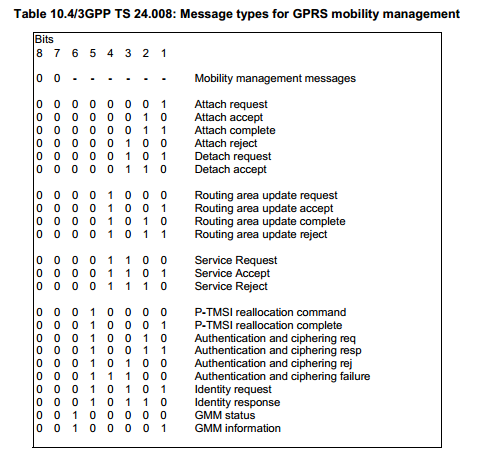 Table 10.4/3GPP TS 24.008: Message types for GPRS mobility management
Bits
8 7 6 5 4 3 2 1
0 0 - - - - - - Mobility management messages
0 0 0 0 0 0 0 1 Attach request
0 0 0 0 0 0 1 0 Attach accept
0 0 0 0 0 0 1 1 Attach complete
0 0 0 0 0 1 0 0 Attach reject
0 0 0 0 0 1 0 1 Detach request
0 0 0 0 0 1 1 0 Detach accept
0 0 0 0 1 0 0 0 Routing area update request
0 0 0 0 1 0 0 1 Routing area update accept
0 0 0 0 1 0 1 0 Routing area update complete
0 0 0 0 1 0 1 1 Routing area update reject
0 0 0 0 1 1 0 0 Service Request
0 0 0 0 1 1 0 1 Service Accept
0 0 0 0 1 1 1 0 Service Reject
0 0 0 1 0 0 0 0 P-TMSI reallocation command
0 0 0 1 0 0 0 1 P-TMSI reallocation complete
0 0 0 1 0 0 1 0 Authentication and ciphering req
0 0 0 1 0 0 1 1 Authentication and ciphering resp
0 0 0 1 0 1 0 0 Authentication and ciphering rej
0 0 0 1 1 1 0 0 Authentication and ciphering failure
0 0 0 1 0 1 0 1 Identity request
0 0 0 1 0 1 1 0 Identity response
0 0 1 0 0 0 0 0 GMM status
0 0 1 0 0 0 0 1 GMM information